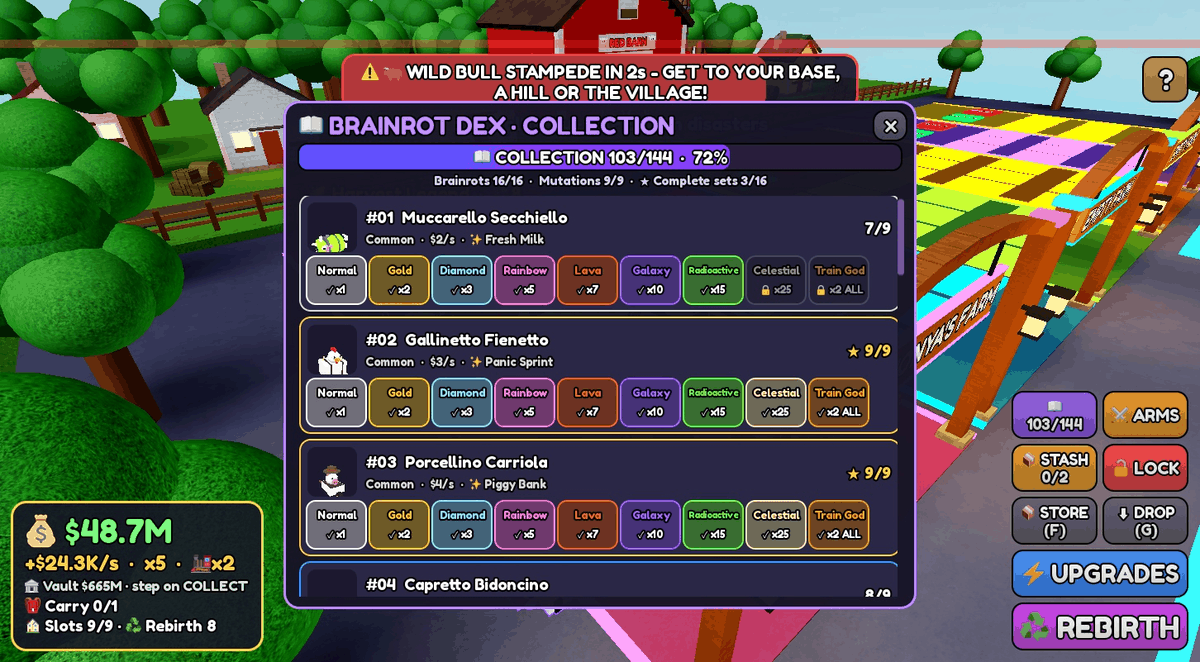 RED BARN
⚠️ 🐂 WILD BULL STAMPEDE IN 2s - GET TO YOUR BASE,
A HILL OR THE VILLAGE!
?
📖 BRAINROT DEX · COLLECTION
X
📖 COLLECTION 103/144 · 72%
Brainrots 16/16 · Mutations 9/9 · ★ Complete sets 3/16
#01 Muccarello Secchiello
Common · $2/s · ✨ Fresh Milk
7/9
Normal Gold Diamond Rainbow Lava Galaxy Radioactive Celestial Train God
✓x1 ✓x2 ✓x3 ✓x5 ✓x7 ✓x10 ✓x15 🔒 x25 🔒 x2 ALL
#02 Gallinetto Fienetto
Common · $3/s · ✨ Panic Sprint
★ 9/9
Normal Gold Diamond Rainbow Lava Galaxy Radioactive Celestial Train God
✓x1 ✓x2 ✓x3 ✓x5 ✓x7 ✓x10 ✓x15 ✓x25 ✓x2 ALL
#03 Porcellino Carriola
Common · $4/s · ✨ Piggy Bank
★ 9/9
Normal Gold Diamond Rainbow Lava Galaxy Radioactive Celestial Train God
✓x1 ✓x2 ✓x3 ✓x5 ✓x7 ✓x10 ✓x15 ✓x25 ✓x2 ALL
#04 Capretto Bidoncino
8/9
$48.7M
+$24.3K/s · x5 · 🚂x2
🏦 Vault $665M · step on COLLECT
Carry 0/1
🏠 Slots 9/9 · ♻️ Rebirth 8
VYA'S FARM
📖
103/144
⚔️ ARMS
STASH
0/2
🔓 LOCK
STORE
(F)
⬇ DROP
(G)
⚡ UPGRADES
♻️ REBIRTH